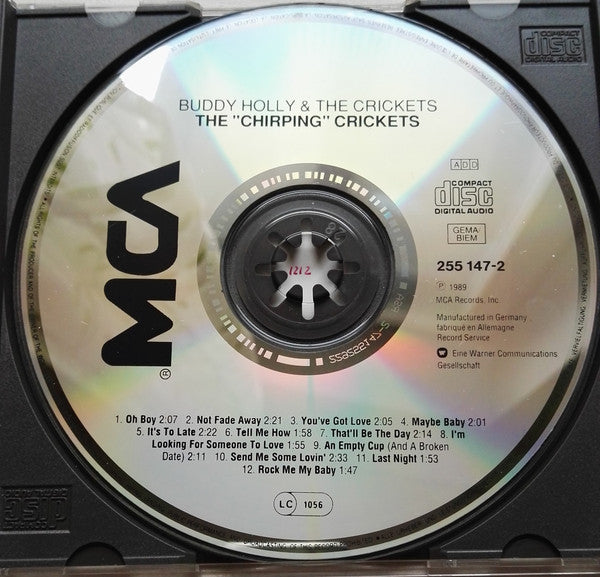 BUDDY HOLLY & THE CRICKETS
THE "CHIRPING" CRICKETS
MCA
®
ADD
COMPACT
disc
DIGITAL AUDIO
GEMA
BIEM
255 147-2
℗ 1989
MCA Records, Inc
Manufactured in Germany
fabriqué en Allemagne
Record Service
Eine Warner Communications
Gesellschaft
1212
1. Oh Boy 2:07 2. Not Fade Away 2:21 3. You've Got Love 2:05 4. Maybe Baby 2:01
5. It's To Late 2:22 6. Tell Me How 1:58 7. That'll Be The Day 2:14 8. I'm
Looking For Someone To Love 1:55 9. An Empty Cup (And A Broken
Date) 2:11 10. Send Me Some Lovin' 2:33 11. Last Night 1:53
12. Rock Me My Baby 1:47
LC 1056
COMPACT
disc
DIGITAL AUDIO